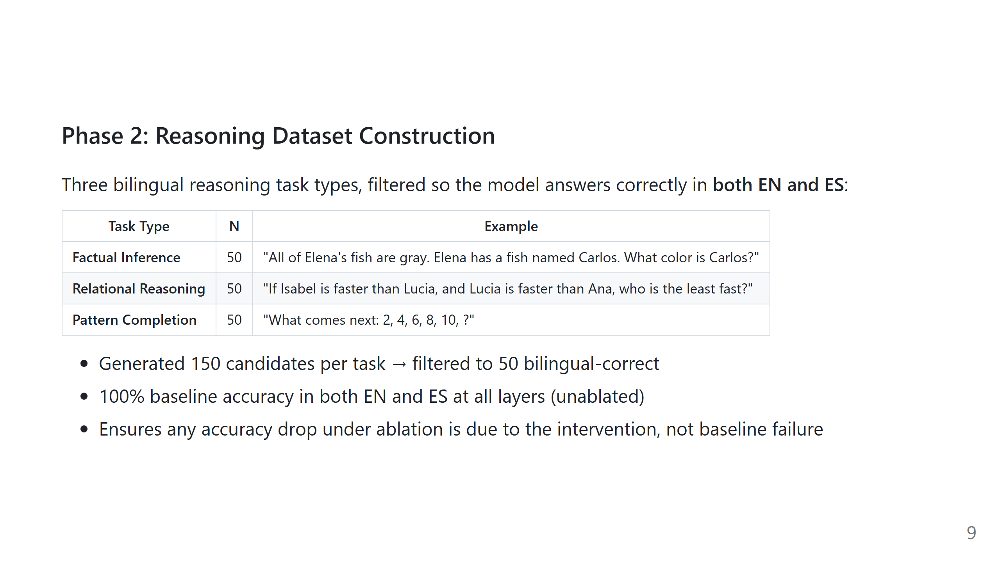 Phase 2: Reasoning Dataset Construction
Three bilingual reasoning task types, filtered so the model answers correctly in both EN and ES:
Task Type N Example
Factual Inference 50 "All of Elena's fish are gray. Elena has a fish named Carlos. What color is Carlos?"
Relational Reasoning 50 "If Isabel is faster than Lucia, and Lucia is faster than Ana, who is the least fast?"
Pattern Completion 50 "What comes next: 2, 4, 6, 8, 10, ?"
• Generated 150 candidates per task → filtered to 50 bilingual-correct
• 100% baseline accuracy in both EN and ES at all layers (unablated)
• Ensures any accuracy drop under ablation is due to the intervention, not baseline failure
9